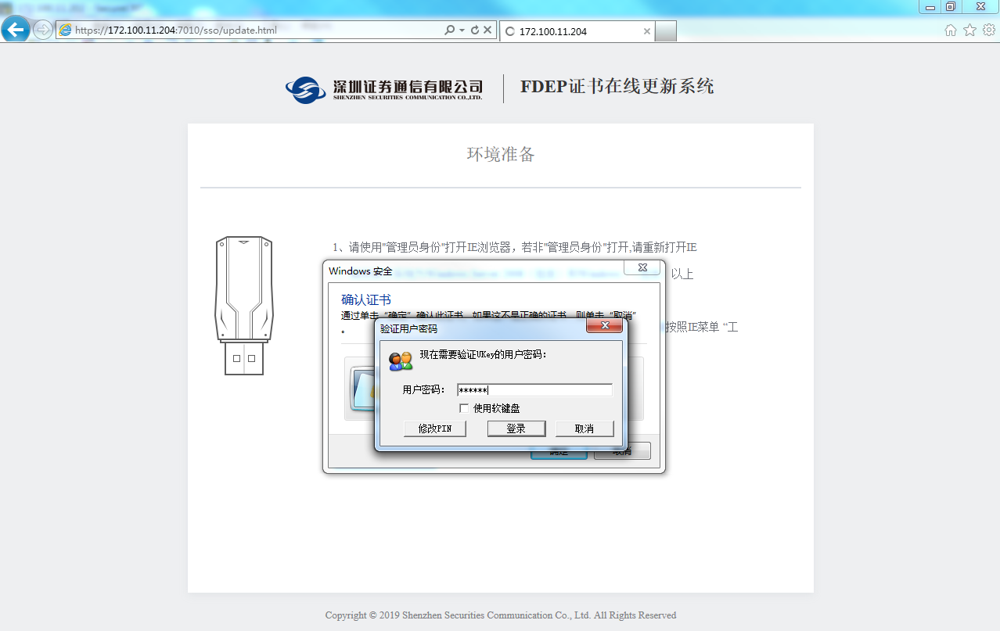 https://172.100.11.204:7010/sso/update.html
172.100.11.204
深圳证券通信有限公司
SHENZHEN SECURITIES COMMUNICATION CO.,LTD.
FDEP证书在线更新系统
环境准备
1、请使用"管理员身份"打开IE浏览器，若非"管理员身份"打开,请重新打开IE
以上
按照IE菜单 “工
Windows 安全
确认证书
通过单击“确定”确认此证书。如果这不是正确的证书，则单击“取消”
。
验证用户密码
现在需要验证UKey的用户密码：
用户密码： ******
使用软键盘
修改PIN 登录 取消
确定 取消
Copyright © 2019 Shenzhen Securities Communication Co., Ltd. All Rights Reserved